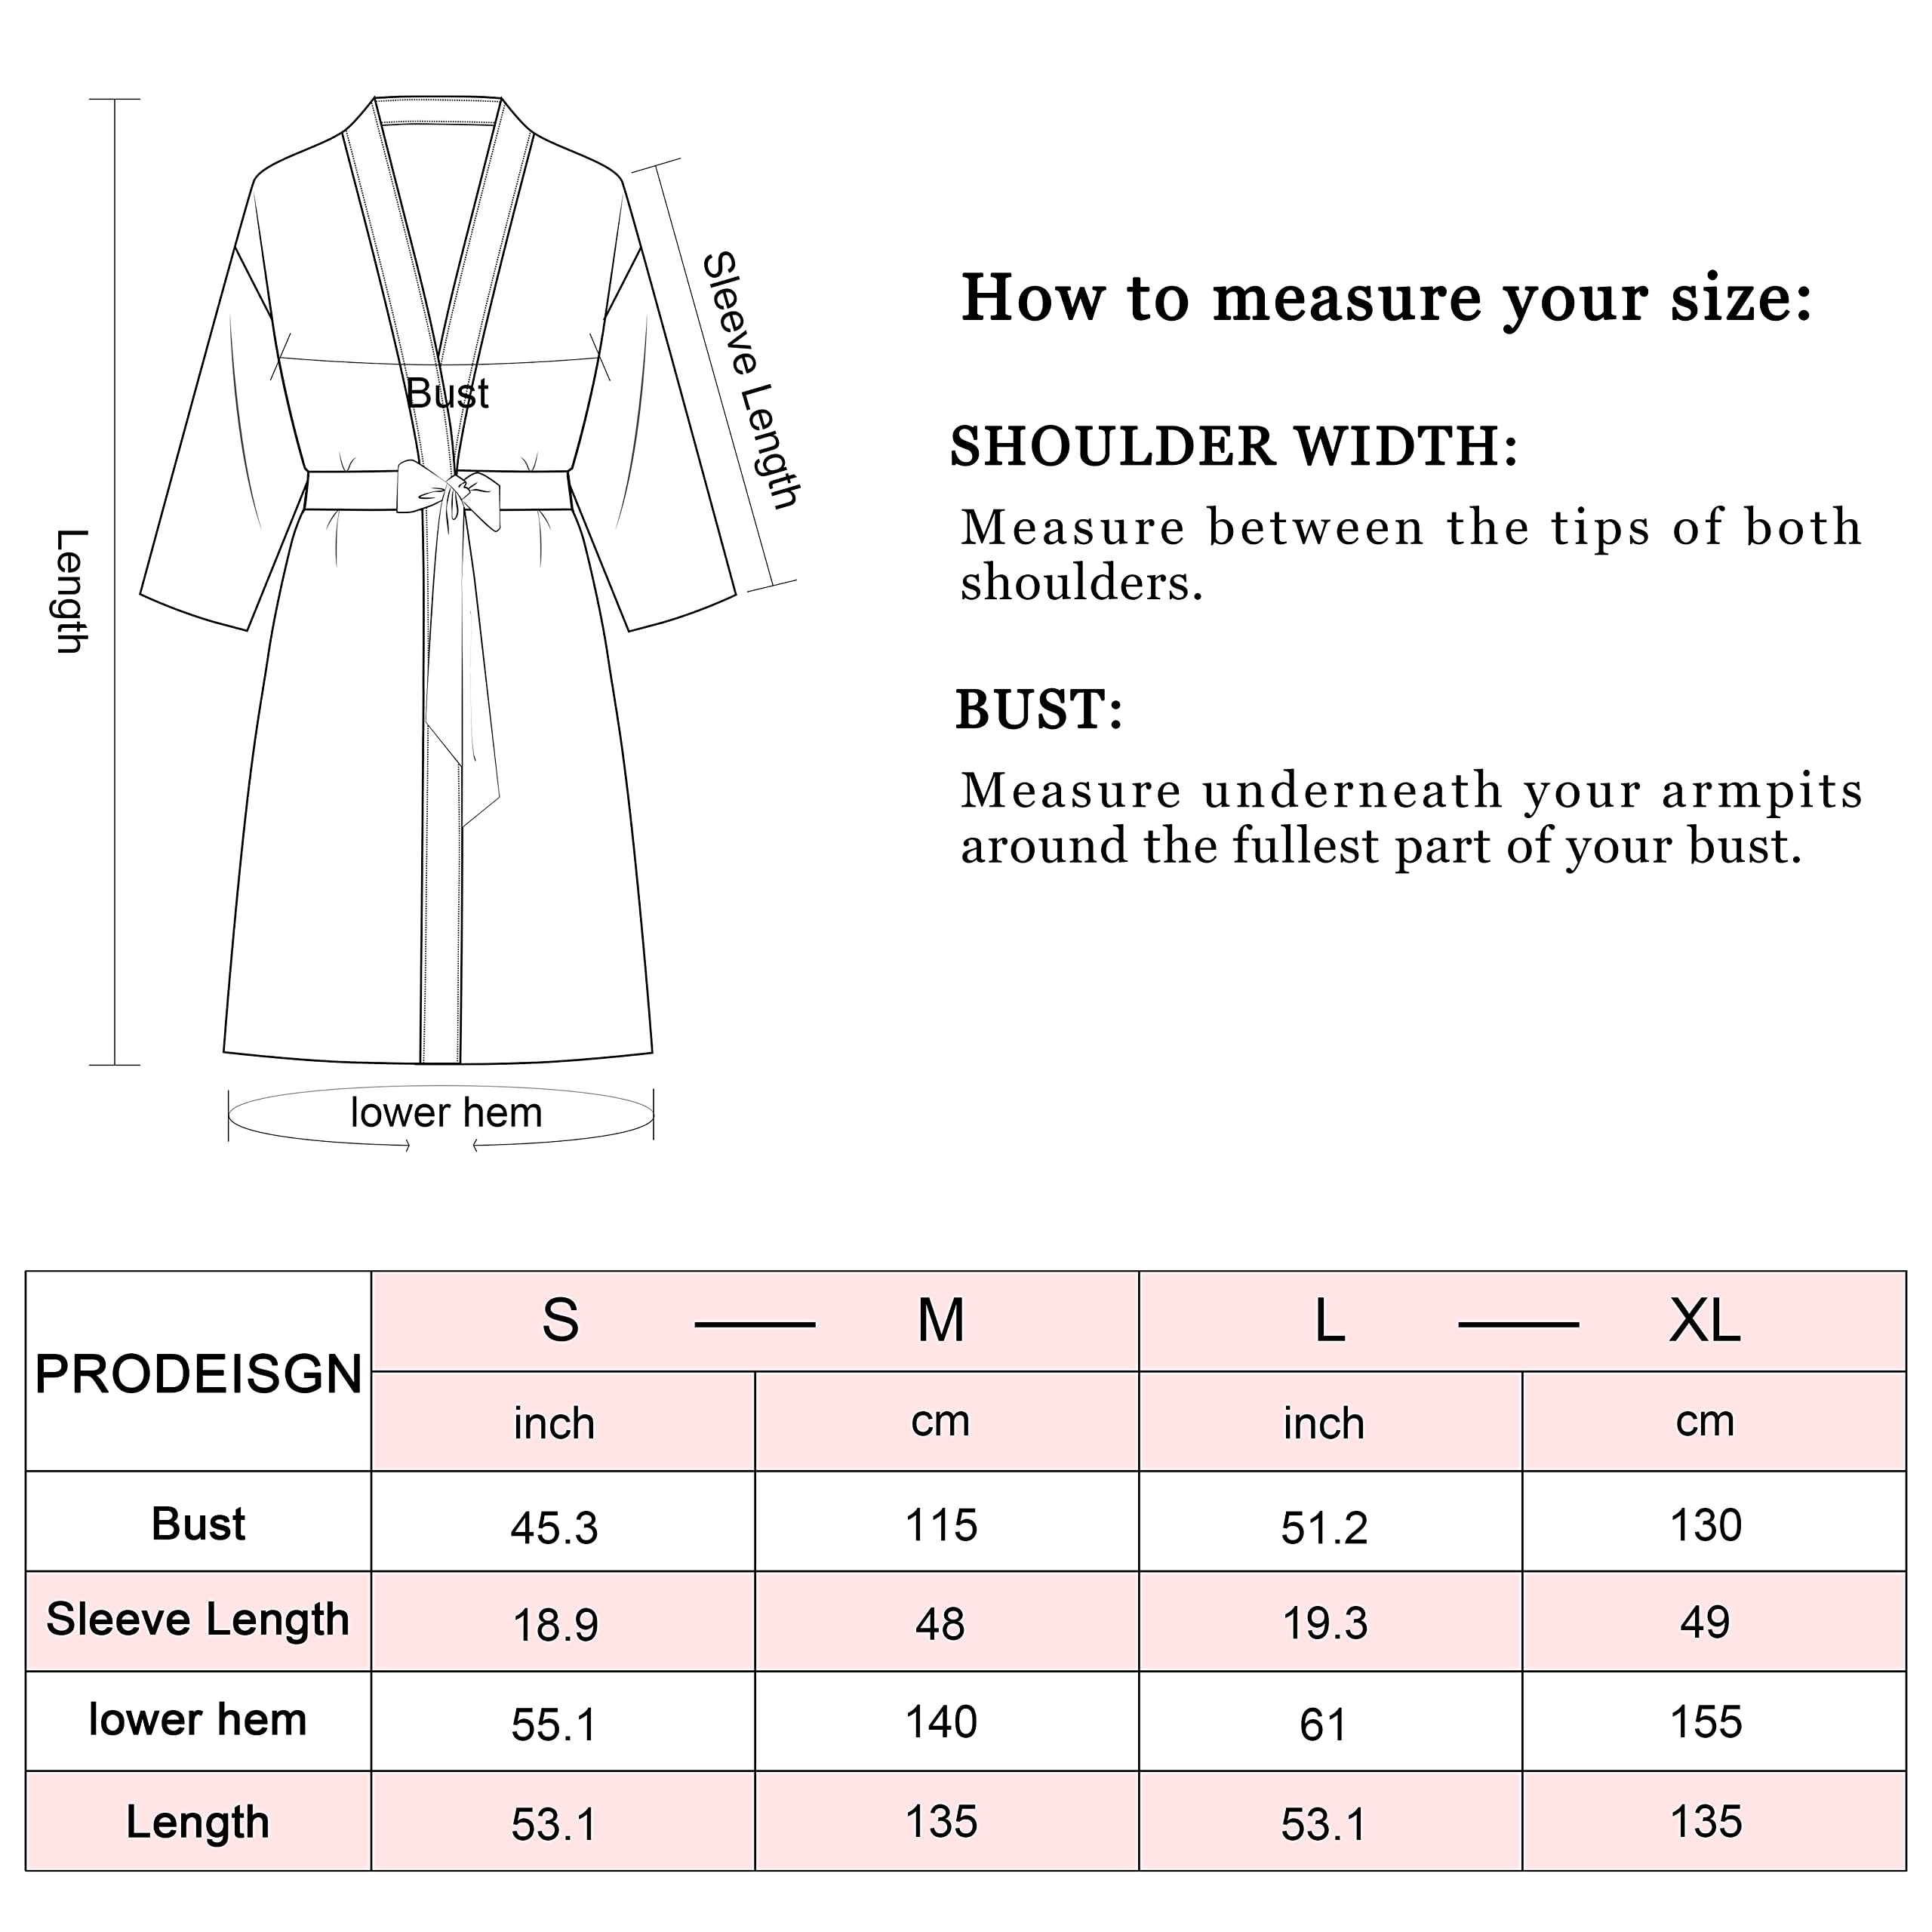 Length
Bust
Sleeve Length
lower hem
How to measure your size:
SHOULDER WIDTH:
Measure between the tips of both
shoulders.
BUST:
Measure underneath your armpits
around the fullest part of your bust.
PRODEISGN S — M L — XL
inch cm inch cm
Bust 45.3 115 51.2 130
Sleeve Length 18.9 48 19.3 49
lower hem 55.1 140 61 155
Length 53.1 135 53.1 135